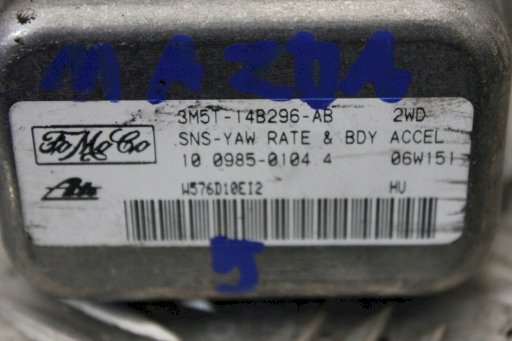 MAZDA
3M5T-14B296-AB 2WD
FoMoCo SNS-YAW RATE & BDY ACCEL
10.0985-0104.4 06W151
Ate W576D10EI2 HU
5